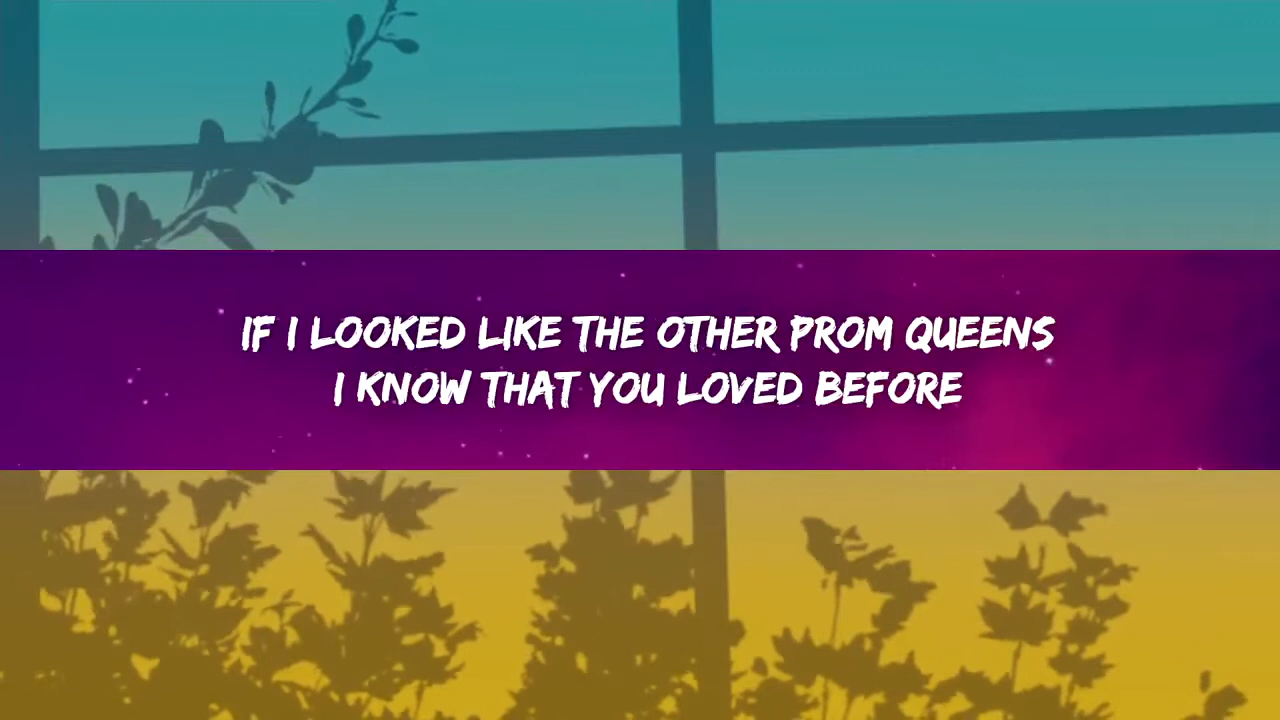 IF I LOOKED LIKE THE OTHER PROM QUEENS
I KNOW THAT YOU LOVED BEFORE